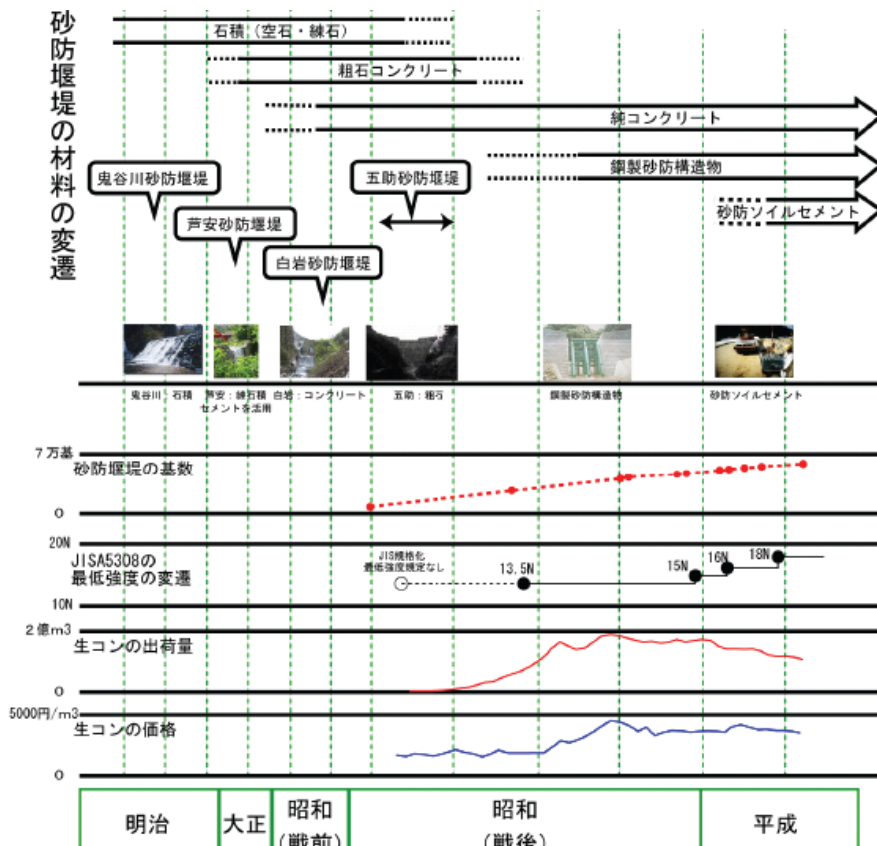 砂防堰堤の材料の変遷
石積（空石・練石）
粗石コンクリート
純コンクリート
鋼製砂防構造物
砂防ソイルセメント
鬼谷川砂防堰堤
芦安砂防堰堤
白岩砂防堰堤
五助砂防堰堤
鬼谷川：石積
芦安：練石積
セメントを活用
白岩：コンクリート
五助：粗石
鋼製砂防構造物
砂防ソイルセメント
7万基
砂防堰堤の基数
0
20N
JISA5308の
最低強度の変遷
JIS規格化
最低強度規定なし
13.5N
15N
16N
18N
10N
2億m3
生コンの出荷量
0
5000円/m3
生コンの価格
0
明治
大正
昭和
(戦前)
昭和
(戦後)
平成